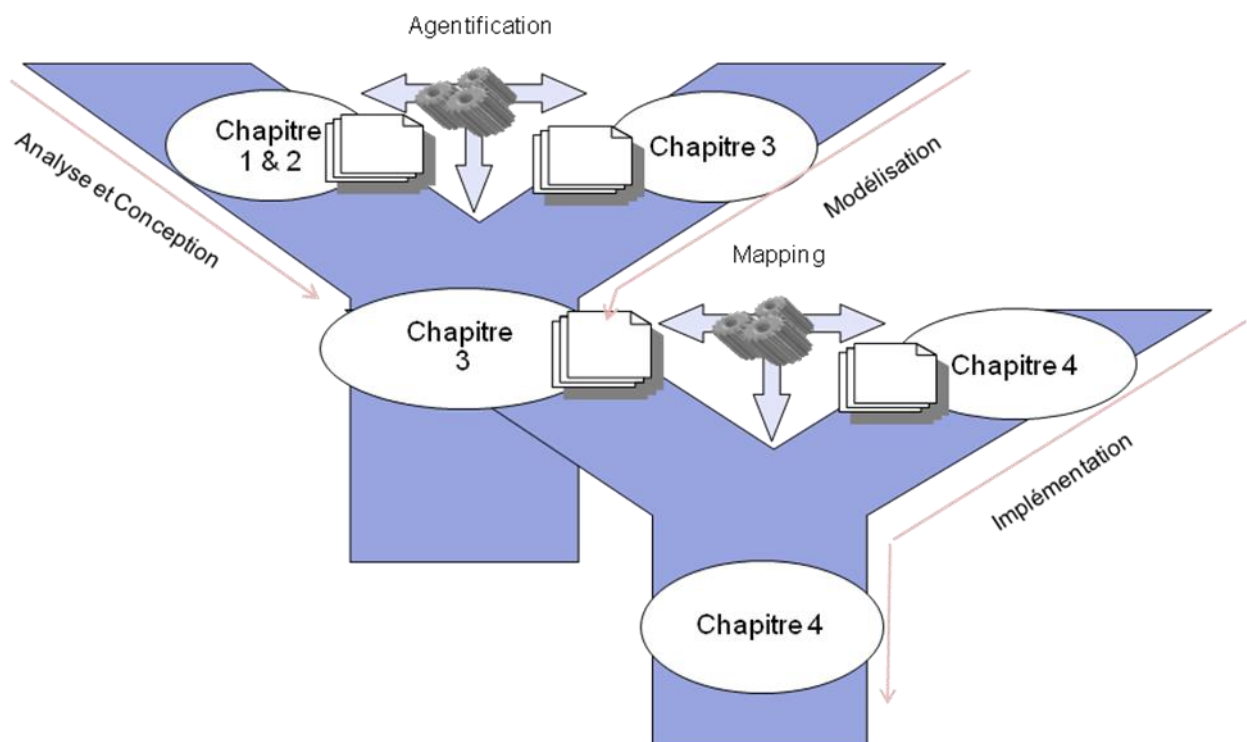 Agentification
Chapitre
1 & 2
Chapitre 3
Analyse et Conception
Modélisation
Mapping
Chapitre
3
Chapitre 4
Implémentation
Chapitre 4